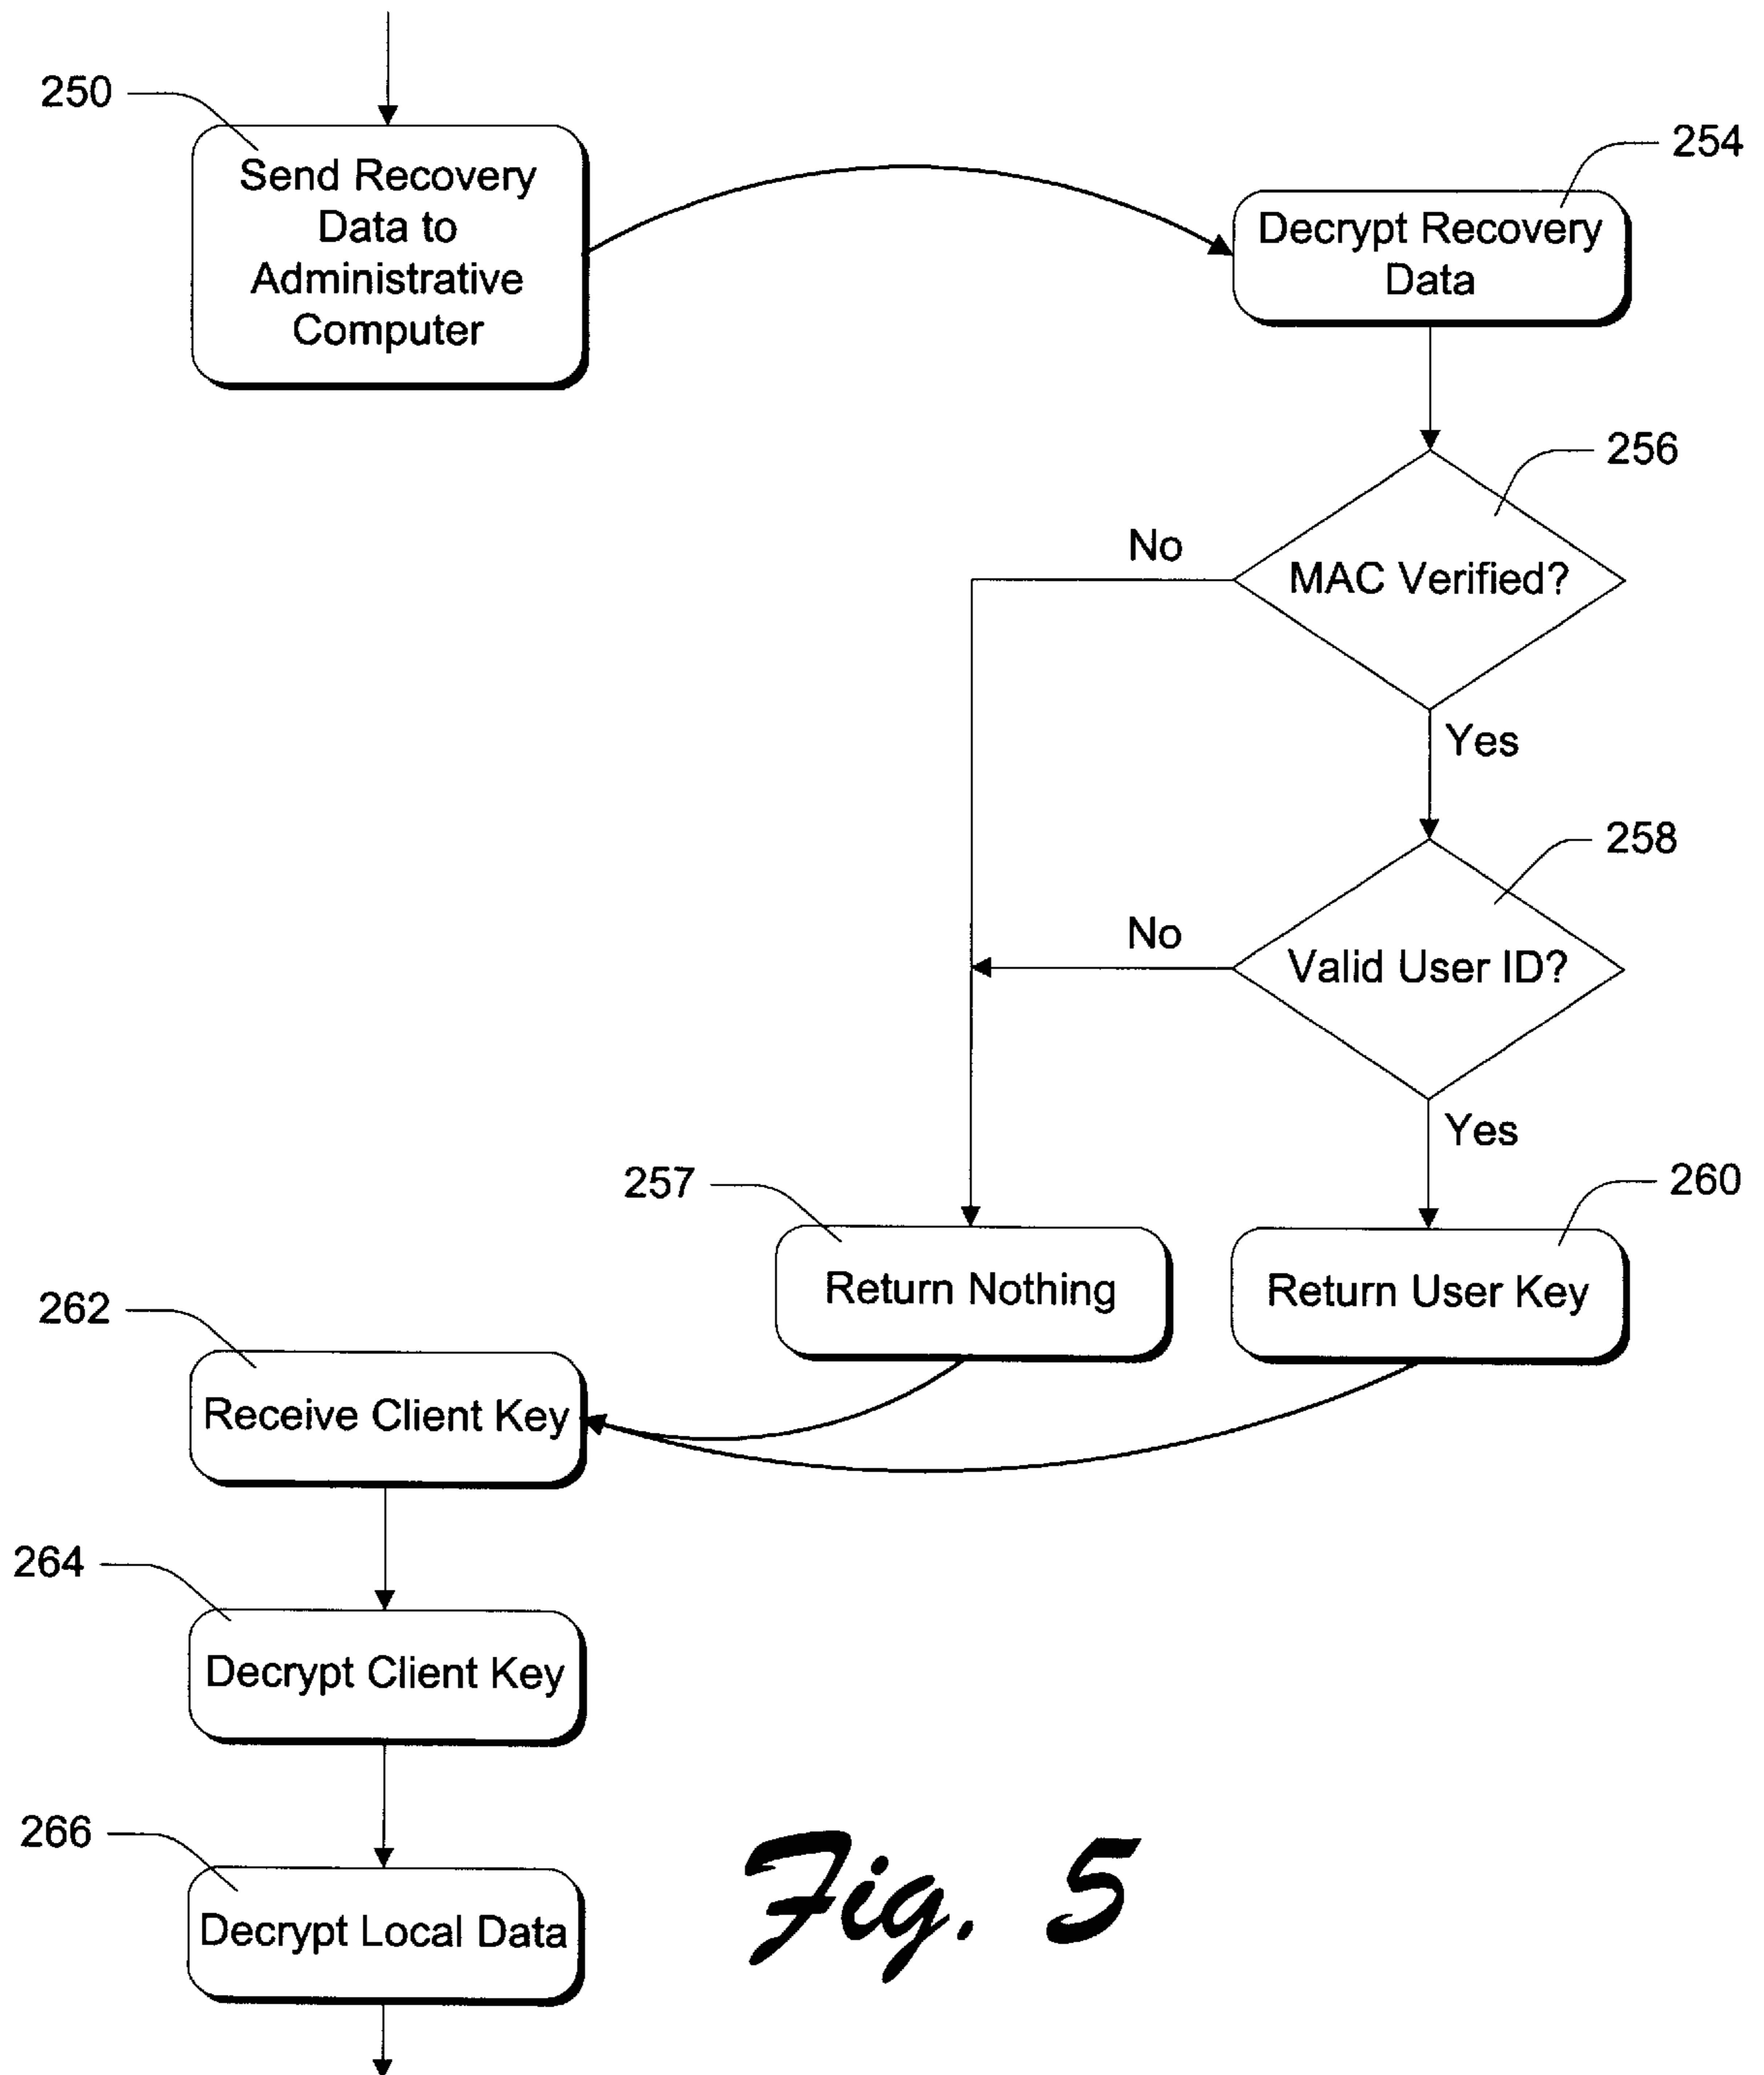 250
Send Recovery
Data to
Administrative
Computer
254
Decrypt Recovery
Data
256
No
MAC Verified?
Yes
258
No
Valid User ID?
Yes
257
260
Return Nothing
Return User Key
262
Receive Client Key
264
Decrypt Client Key
266
Decrypt Local Data
Fig. 5